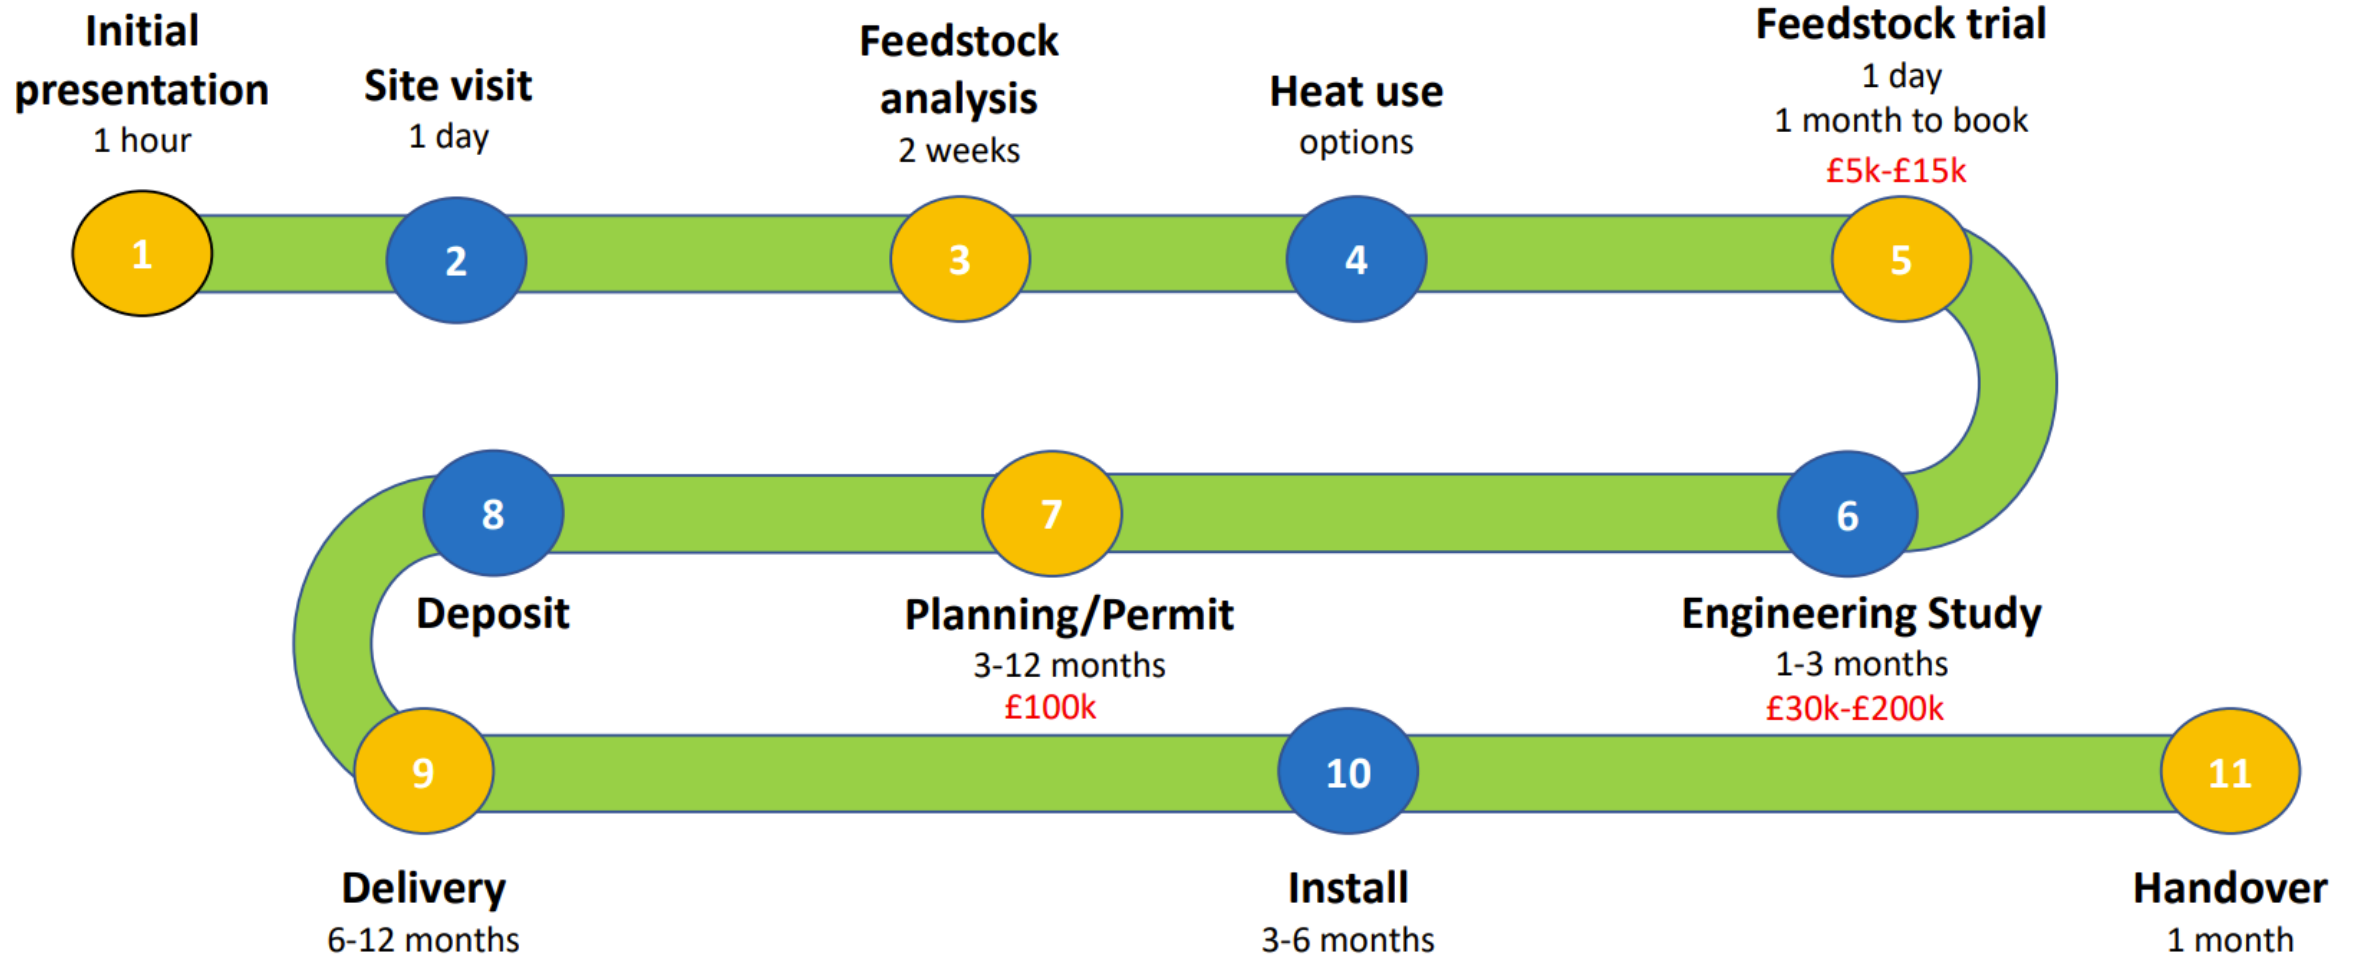 Initial
presentation
1 hour
Site visit
1 day
Feedstock
analysis
2 weeks
Heat use
options
Feedstock trial
1 day
1 month to book
£5k-£15k
1
2
3
4
5
6
Engineering Study
1-3 months
£30k-£200k
7
Planning/Permit
3-12 months
£100k
8
Deposit
9
Delivery
6-12 months
10
Install
3-6 months
11
Handover
1 month